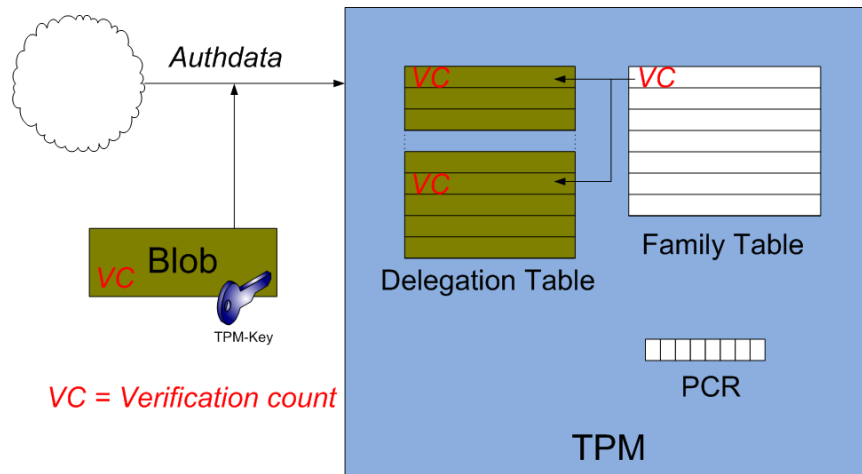 Authdata
VC
VC
VC
Blob
VC
TPM-Key
Delegation Table
Family Table
PCR
VC = Verification count
TPM